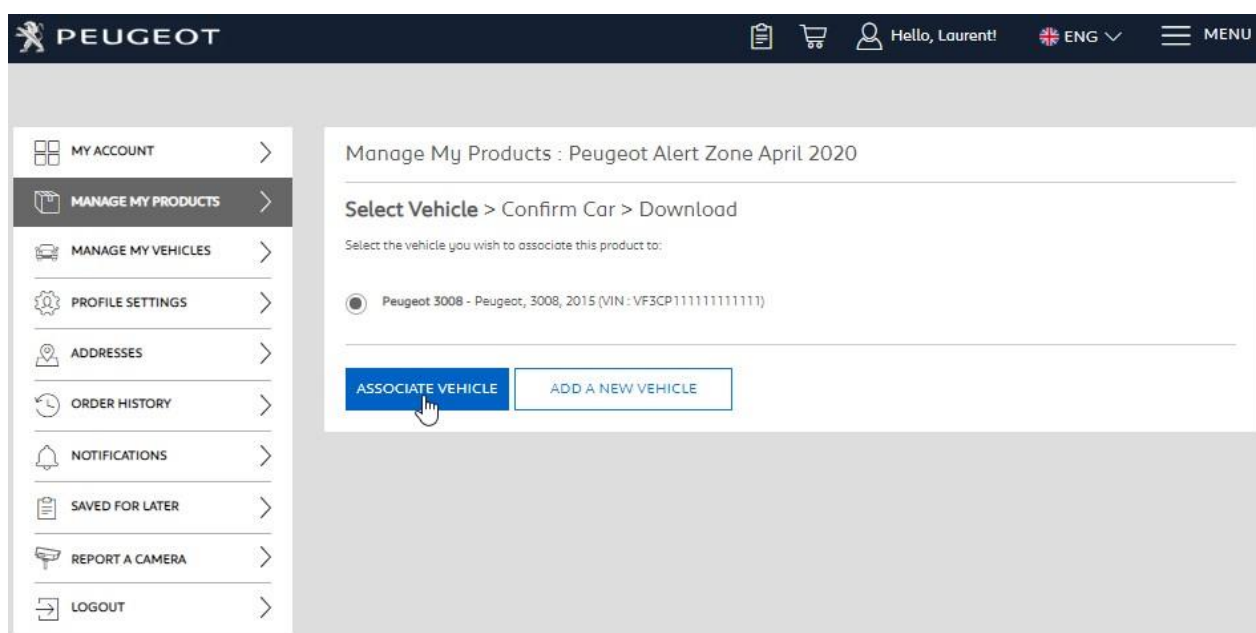 PEUGEOT
Hello, Laurent!
ENG
MENU
MY ACCOUNT
MANAGE MY PRODUCTS
MANAGE MY VEHICLES
PROFILE SETTINGS
ADDRESSES
ORDER HISTORY
NOTIFICATIONS
SAVED FOR LATER
REPORT A CAMERA
LOGOUT
Manage My Products : Peugeot Alert Zone April 2020
Select Vehicle > Confirm Car > Download
Select the vehicle you wish to associate this product to:
Peugeot 3008 - Peugeot, 3008, 2015 (VIN : VF3CP111111111111)
ASSOCIATE VEHICLE
ADD A NEW VEHICLE